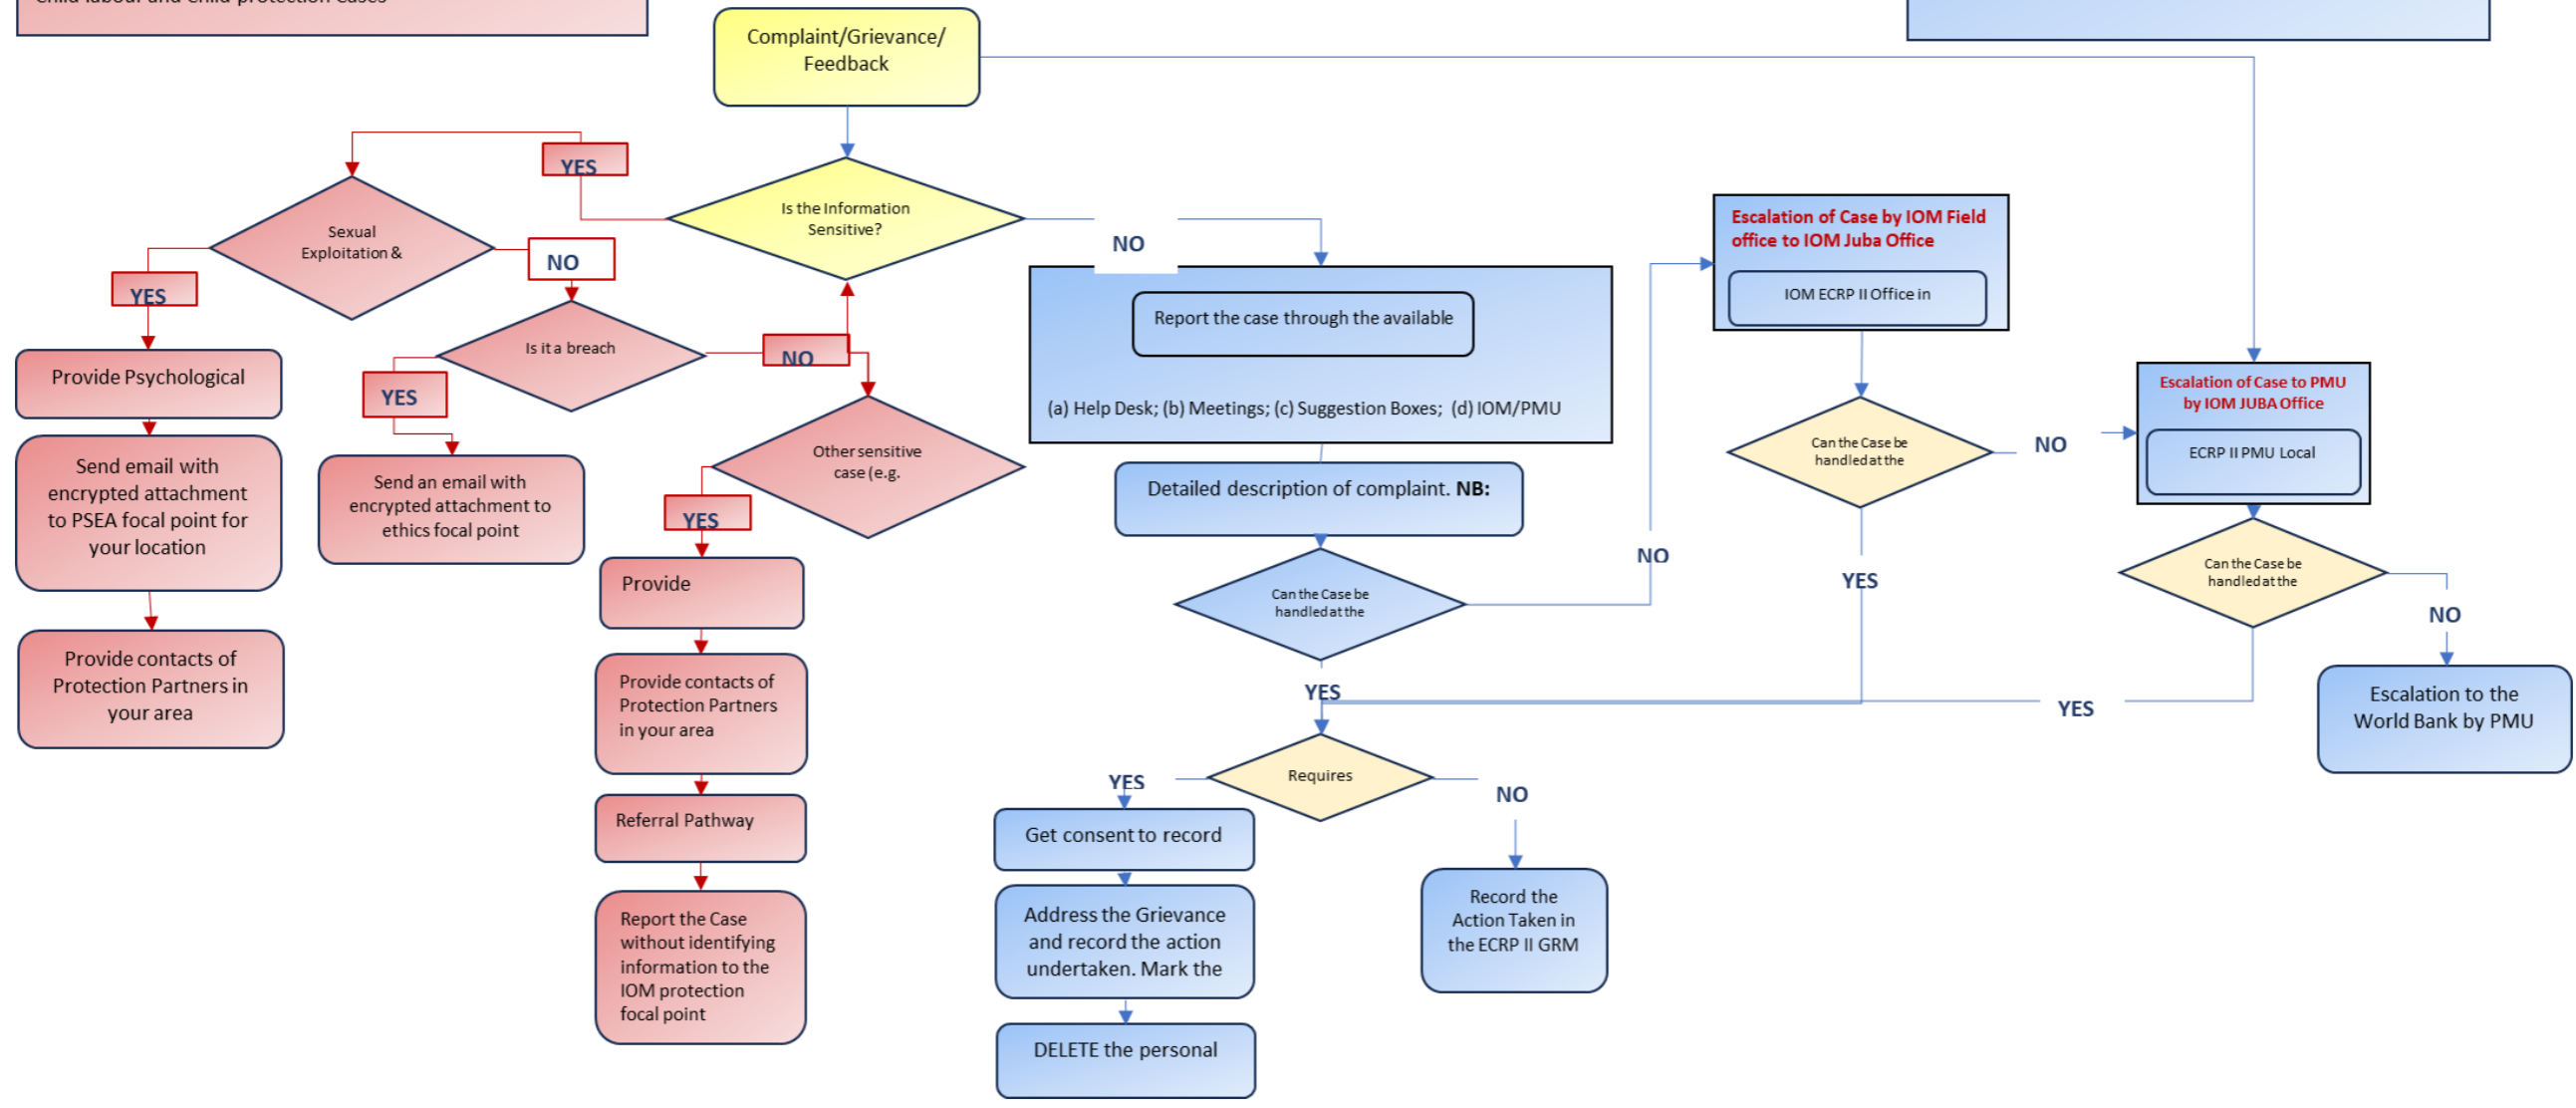 Child labour and Child protection Cases
Complaint/Grievance/
Feedback
YES
Is the Information
Sensitive?
NO
Sexual
Exploitation &
YES
NO
Is it a breach
YES
NO
Provide Psychological
Send email with
encrypted attachment
to PSEA focal point for
your location
Provide contacts of
Protection Partners in
your area
Send an email with
encrypted attachment to
ethics focal point
Other sensitive
case (e.g.
YES
Provide
Provide contacts of
Protection Partners
in your area
Referral Pathway
Report the Case
without identifying
information to the
IOM protection
focal point
Report the case through the available
(a) Help Desk; (b) Meetings; (c) Suggestion Boxes; (d) IOM/PMU
Detailed description of complaint. NB:
Can the Case be
handled at the
NO
YES
Escalation of Case by IOM Field
office to IOM Juba Office
IOM ECRP II Office in
Can the Case be
handled at the
NO
YES
Escalation of Case to PMU
by IOM JUBA Office
ECRP II PMU Local
Can the Case be
handled at the
NO
YES
Escalation to the
World Bank by PMU
Requires
YES
NO
Get consent to record
Address the Grievance
and record the action
undertaken. Mark the
DELETE the personal
Record the
Action Taken in
the ECRP II GRM